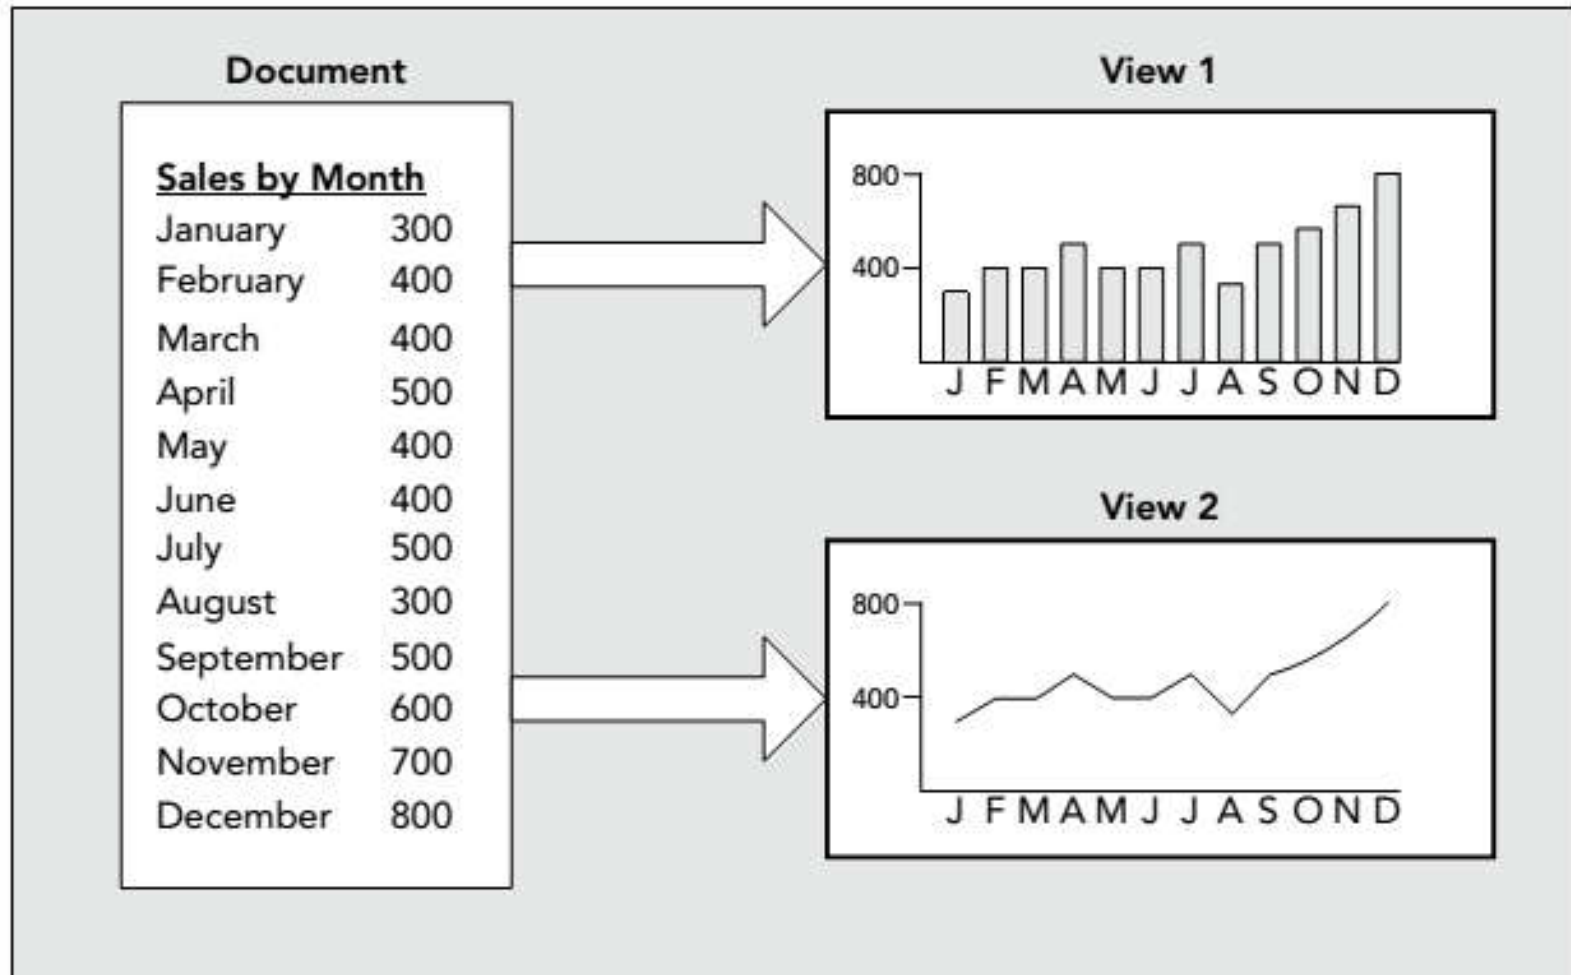 Document
Sales by Month
January 300
February 400
March 400
April 500
May 400
June 400
July 500
August 300
September 500
October 600
November 700
December 800
View 1
800
400
J F M A M J J A S O N D
View 2
800
400
J F M A M J J A S O N D